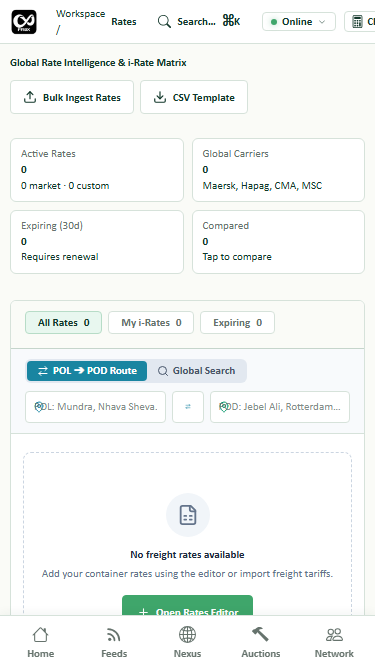 Workspace
/
Rates
Search...
⌘K
Online
Global Rate Intelligence & i-Rate Matrix
Bulk Ingest Rates
CSV Template
Active Rates
0
0 market · 0 custom
Global Carriers
0
Maersk, Hapag, CMA, MSC
Expiring (30d)
0
Requires renewal
Compared
0
Tap to compare
All Rates 0
My i-Rates 0
Expiring 0
POL ➔ POD Route
Global Search
POL: Mundra, Nhava Sheva.
⇄
POD: Jebel Ali, Rotterdam...
No freight rates available
Add your container rates using the editor or import freight tariffs.
+ Open Rates Editor
Home
Feeds
Nexus
Auctions
Network